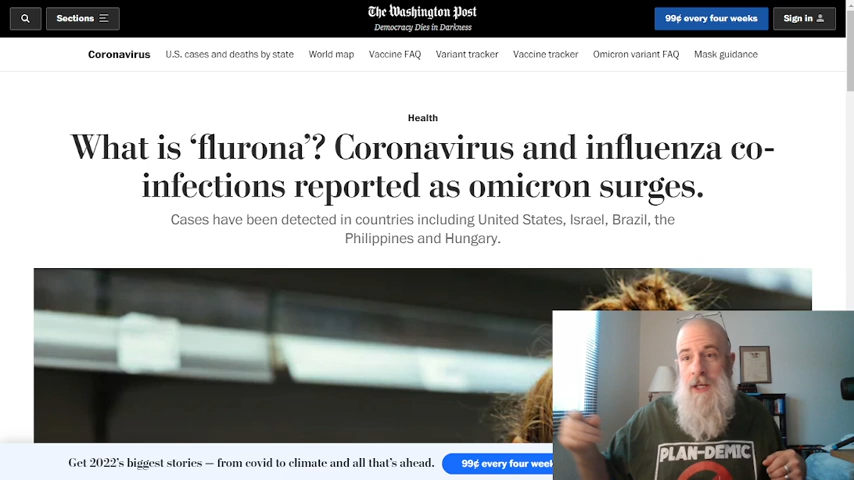 Sections
The Washington Post
Democracy Dies in Darkness
99¢ every four weeks
Sign in
Coronavirus U.S. cases and deaths by state World map Vaccine FAQ Variant tracker Vaccine tracker Omicron variant FAQ Mask guidance
Health
What is ‘flurona’? Coronavirus and influenza co-
infections reported as omicron surges.
Cases have been detected in countries including United States, Israel, Brazil, the
Philippines and Hungary.
Get 2022’s biggest stories — from covid to climate and all that’s ahead.
99¢ every four week
PLAN-DEMIC